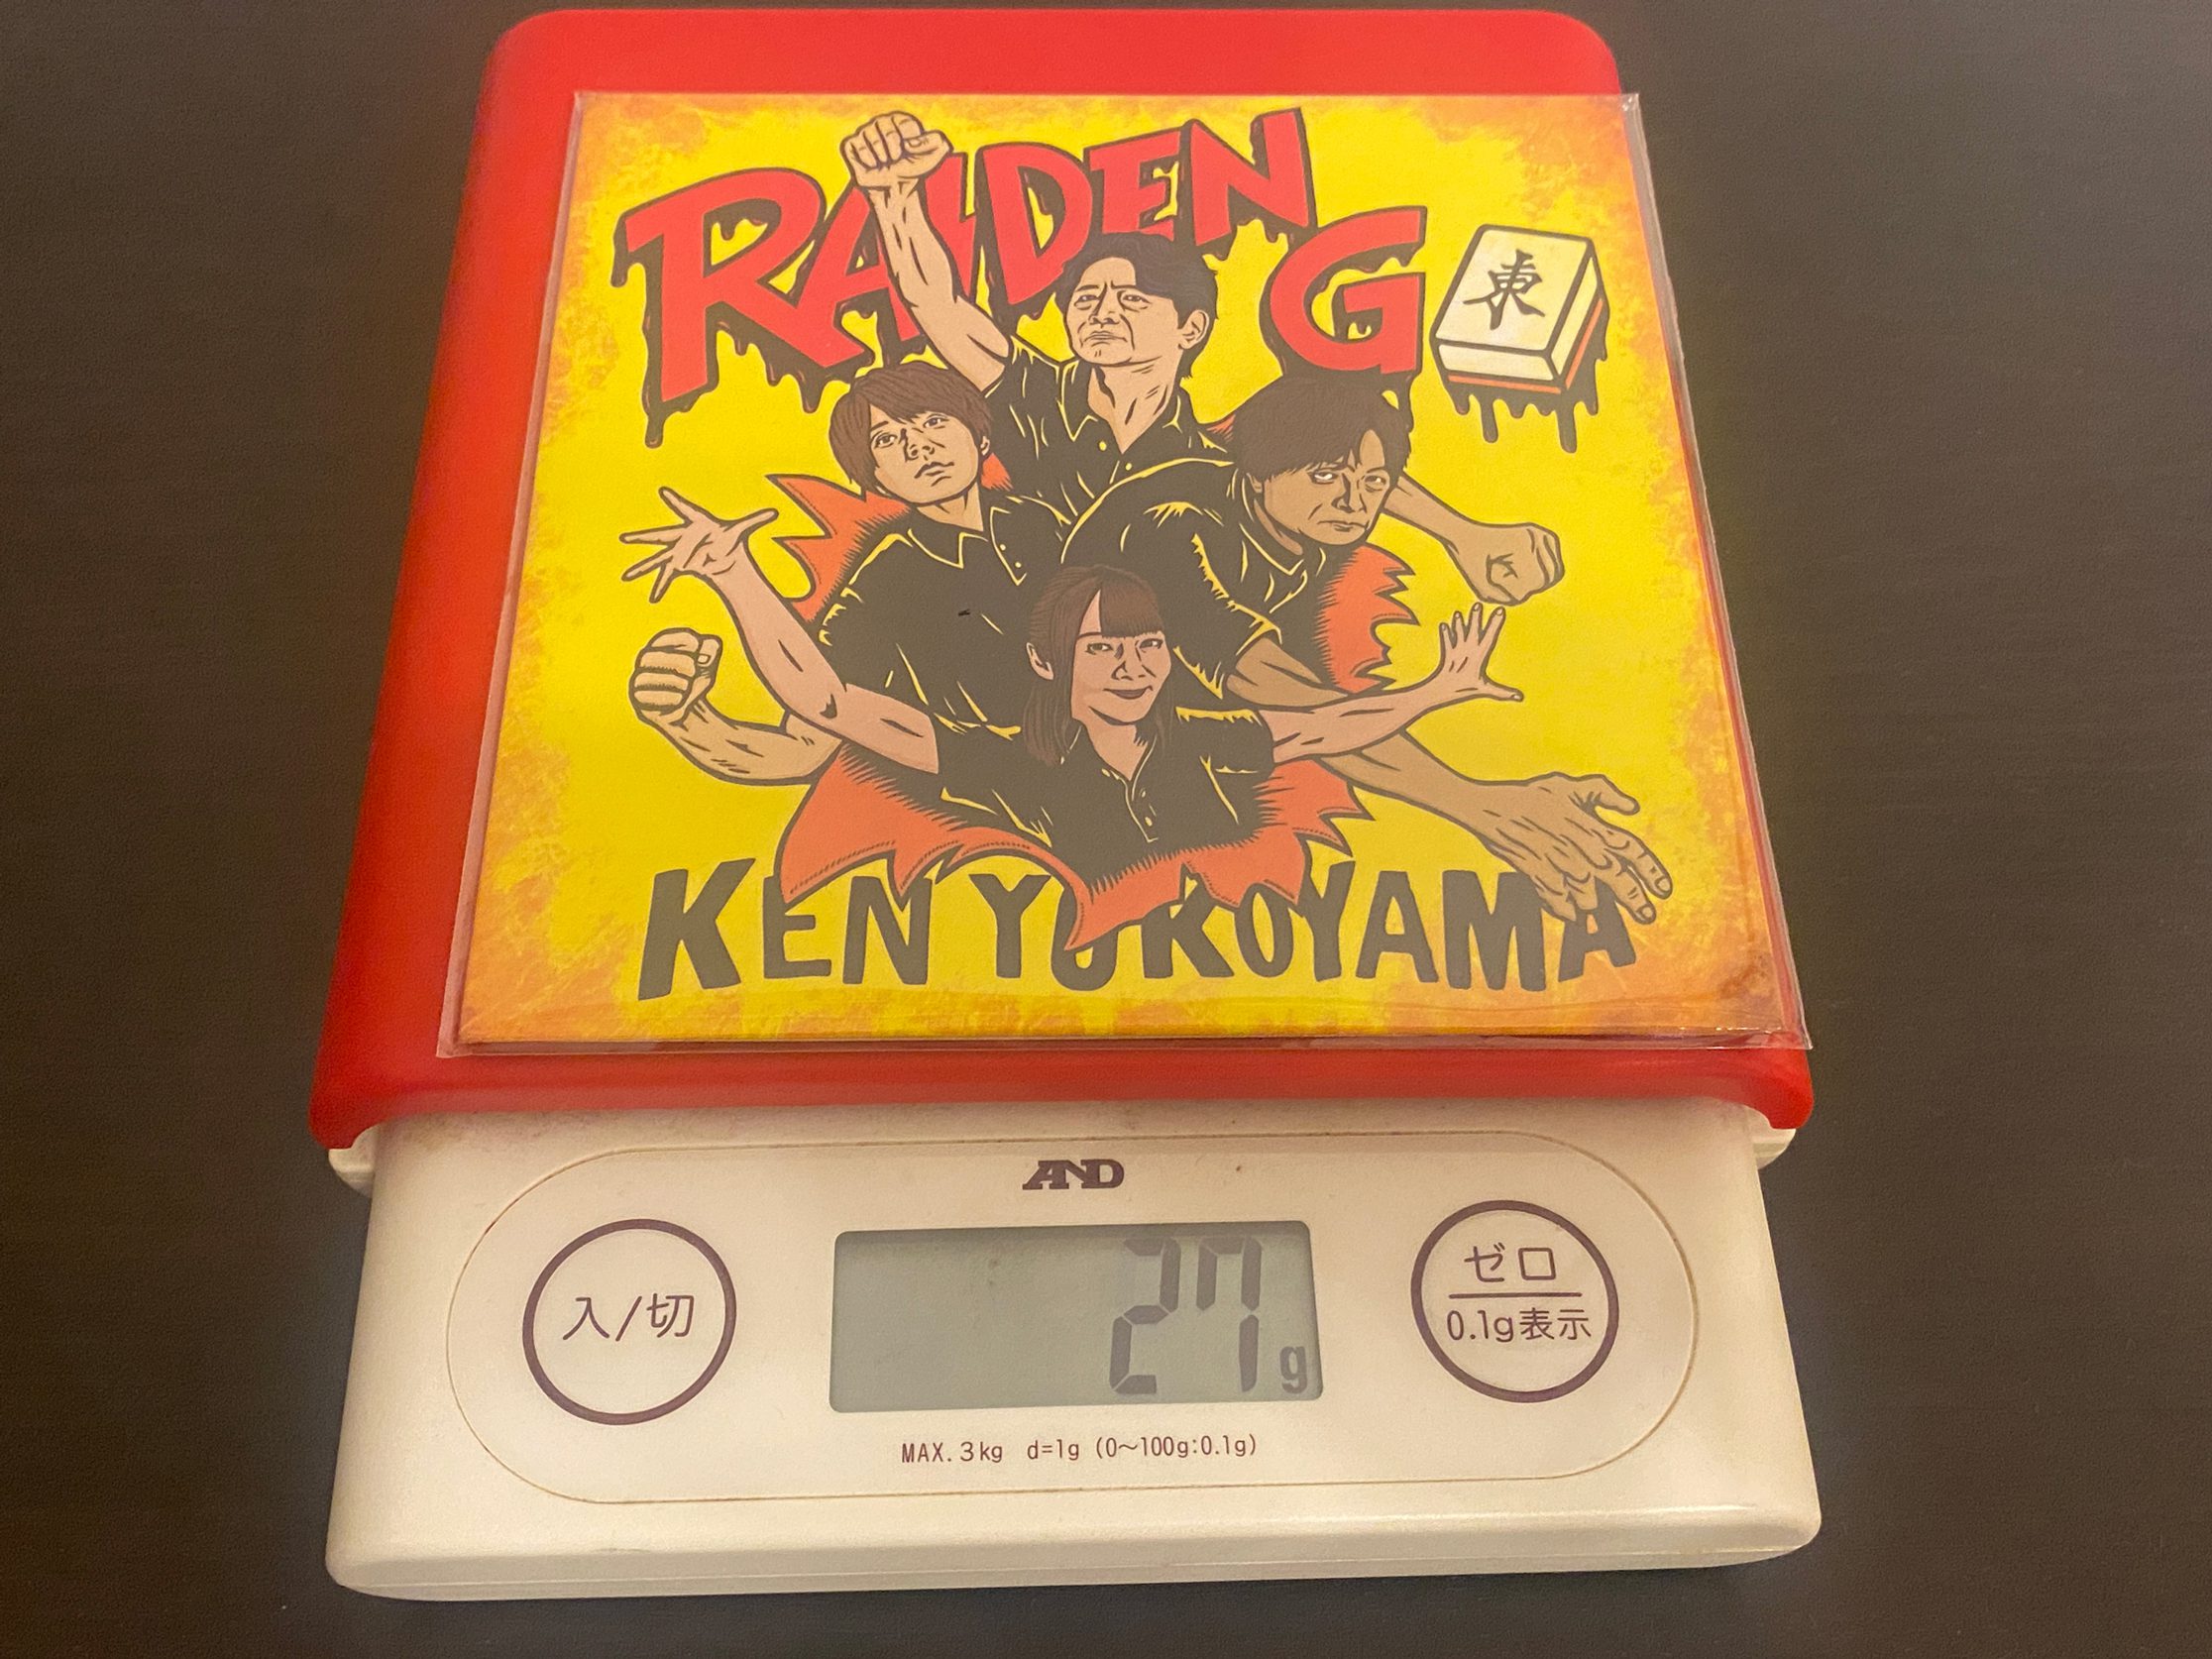 RAIDEN
G 東
KEN YOKOYAMA
AND
入/切
27g
ゼロ
0.1g表示
MAX. 3kg d=1g (0～100g:0.1g)